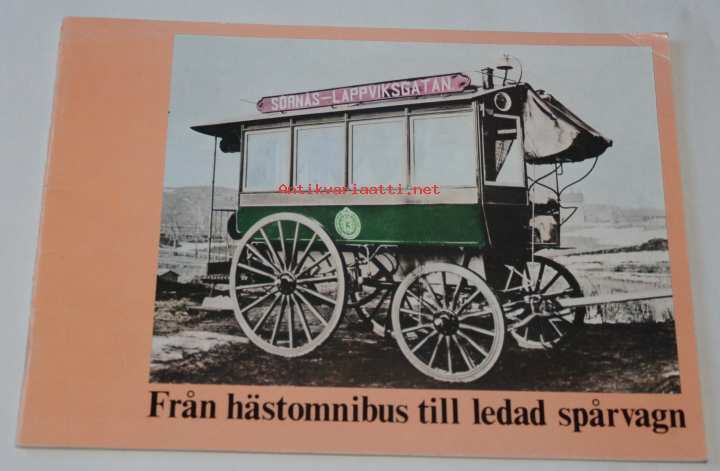 SÖRNÄS–LAPPVIKSGATAN.
Antikvariaatti.net
Från hästomnibus till ledad spårvagn